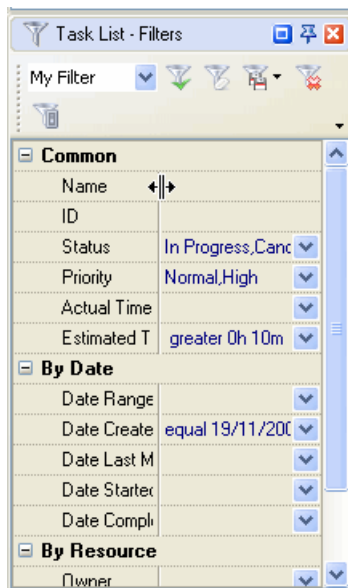 Task List - Filters
My Filter
Common
Name
ID
Status In Progress,Canc
Priority Normal,High
Actual Time
Estimated T greater 0h 10m
By Date
Date Range
Date Create equal 19/11/200
Date Last M
Date Starte
Date Comple
By Resource
Owner